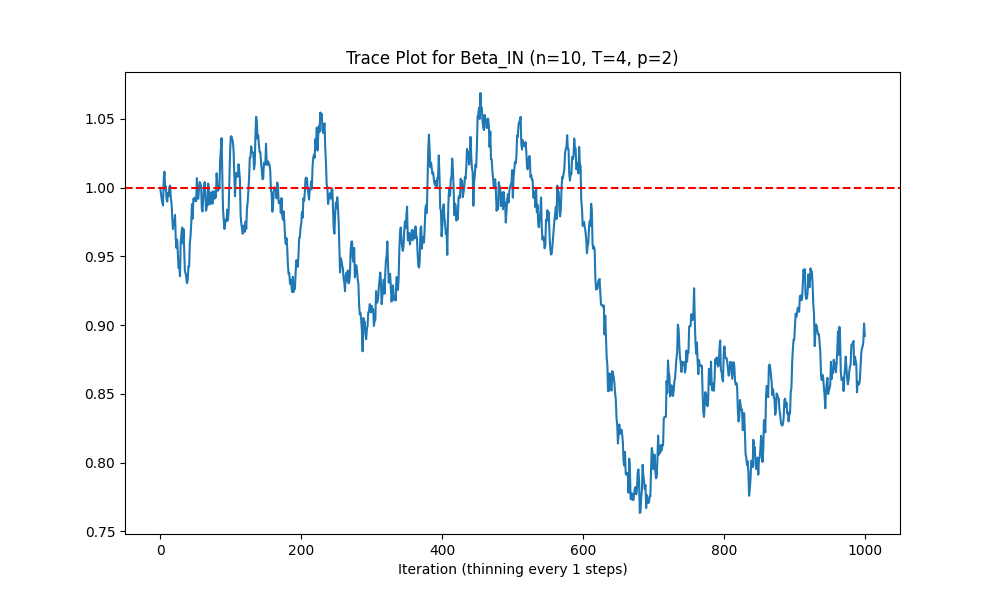 Trace Plot for Beta_IN (n=10, T=4, p=2)
1.05
1.00
0.95
0.90
0.85
0.80
0.75
0 200 400 600 800 1000
Iteration (thinning every 1 steps)